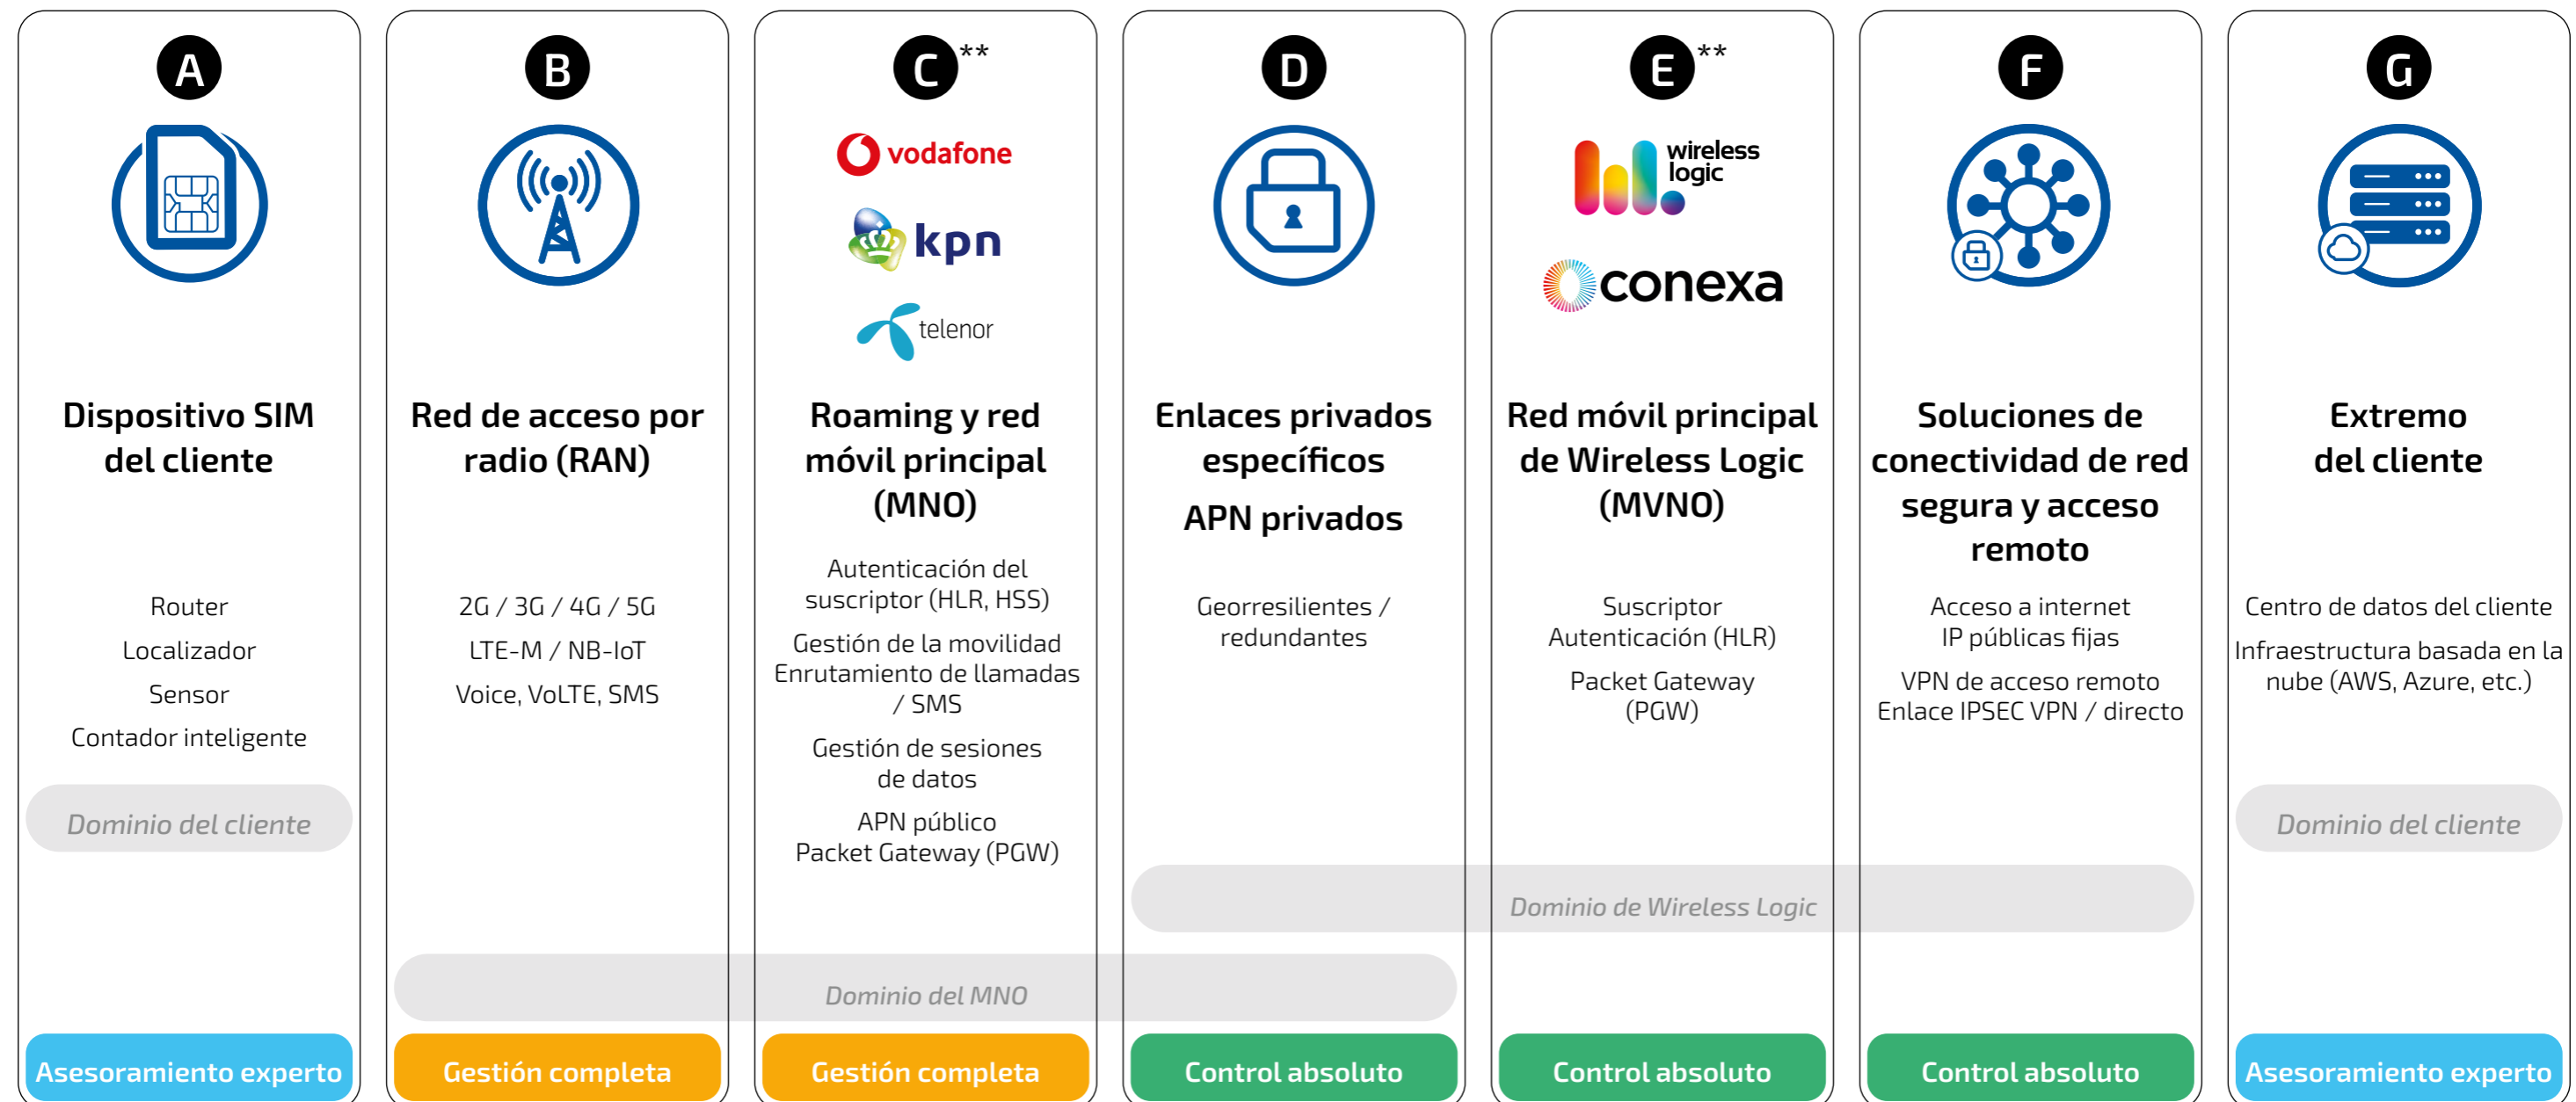 A
Dispositivo SIM
del cliente
Router
Localizador
Sensor
Contador inteligente
Dominio del cliente
Asesoramiento experto
B
Red de acceso por
radio (RAN)
2G / 3G / 4G / 5G
LTE-M / NB-IoT
Voice, VoLTE, SMS
Gestión completa
C**
vodafone
kpn
telenor
Roaming y red
móvil principal
(MNO)
Autenticación del
suscriptor (HLR, HSS)
Gestión de la movilidad
Enrutamiento de llamadas
/ SMS
Gestión de sesiones
de datos
APN público
Packet Gateway (PGW)
Dominio del MNO
Gestión completa
D
Enlaces privados
específicos
APN privados
Georresilientes /
redundantes
Control absoluto
E**
wireless
logic
conexa
Red móvil principal
de Wireless Logic
(MVNO)
Suscriptor
Autenticación (HLR)
Packet Gateway
(PGW)
Dominio de Wireless Logic
Control absoluto
F
Soluciones de
conectividad de red
segura y acceso
remoto
Acceso a internet
IP públicas fijas
VPN de acceso remoto
Enlace IPSEC VPN / directo
Control absoluto
G
Extremo
del cliente
Centro de datos del cliente
Infraestructura basada en la
nube (AWS, Azure, etc.)
Dominio del cliente
Asesoramiento experto